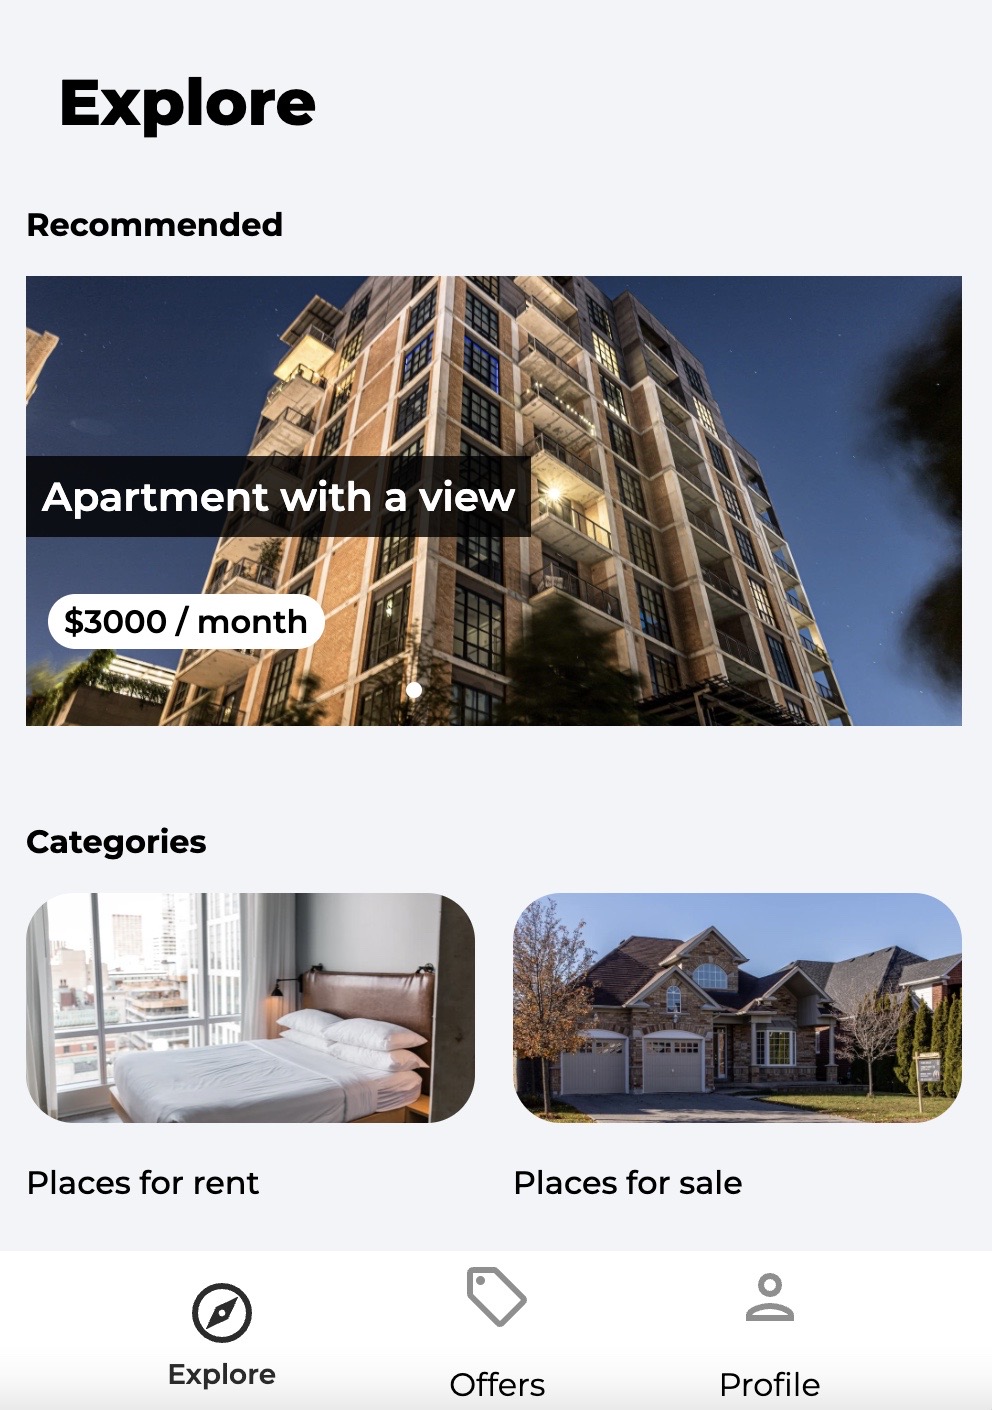 Explore
Recommended
Apartment with a view
$3000 / month
Categories
Places for rent
Places for sale
Explore
Offers
Profile